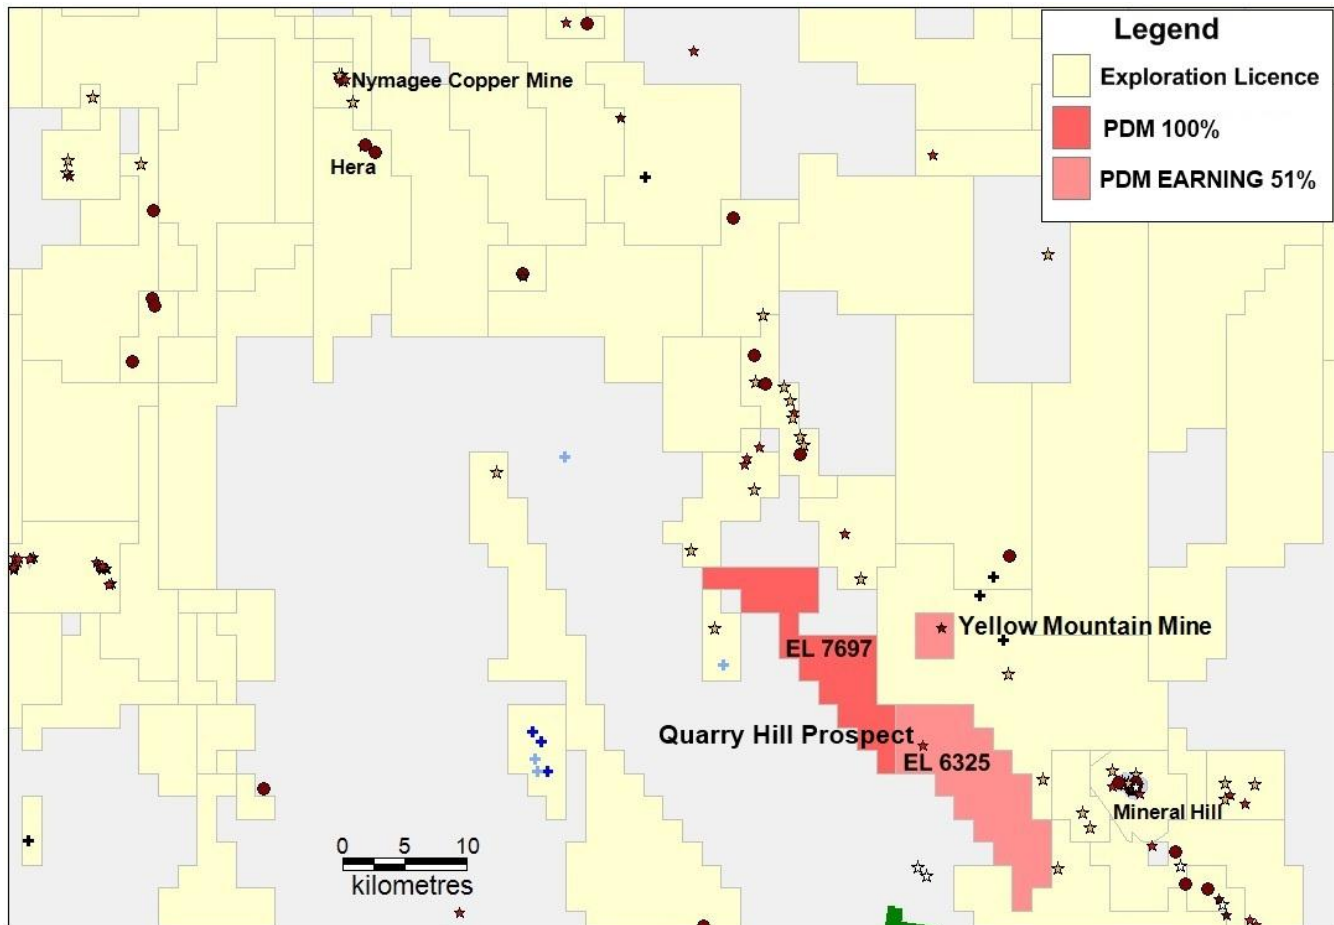 Legend
Exploration Licence
PDM 100%
PDM EARNING 51%
Nymagee Copper Mine
Hera
Yellow Mountain Mine
EL 7697
Quarry Hill Prospect
EL 6325
Mineral Hill
0 5 10
kilometres